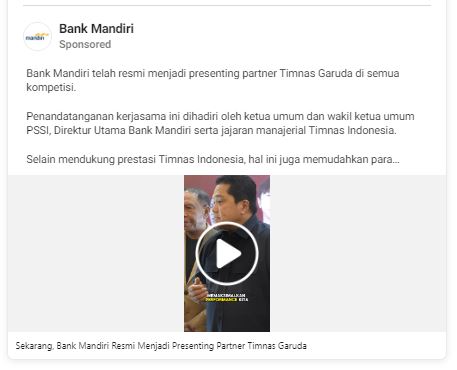 Bank Mandiri
Sponsored
mandiri
Bank Mandiri telah resmi menjadi presenting partner Timnas Garuda di semua
kompetisi.
Penandatanganan kerjasama ini dihadiri oleh ketua umum dan wakil ketua umum
PSSI, Direktur Utama Bank Mandiri serta jajaran manajerial Timnas Indonesia.
Selain mendukung prestasi Timnas Indonesia, hal ini juga memudahkan para...
MEMAKSIMALKAN
PERFORMANCE KITA
Sekarang, Bank Mandiri Resmi Menjadi Presenting Partner Timnas Garuda